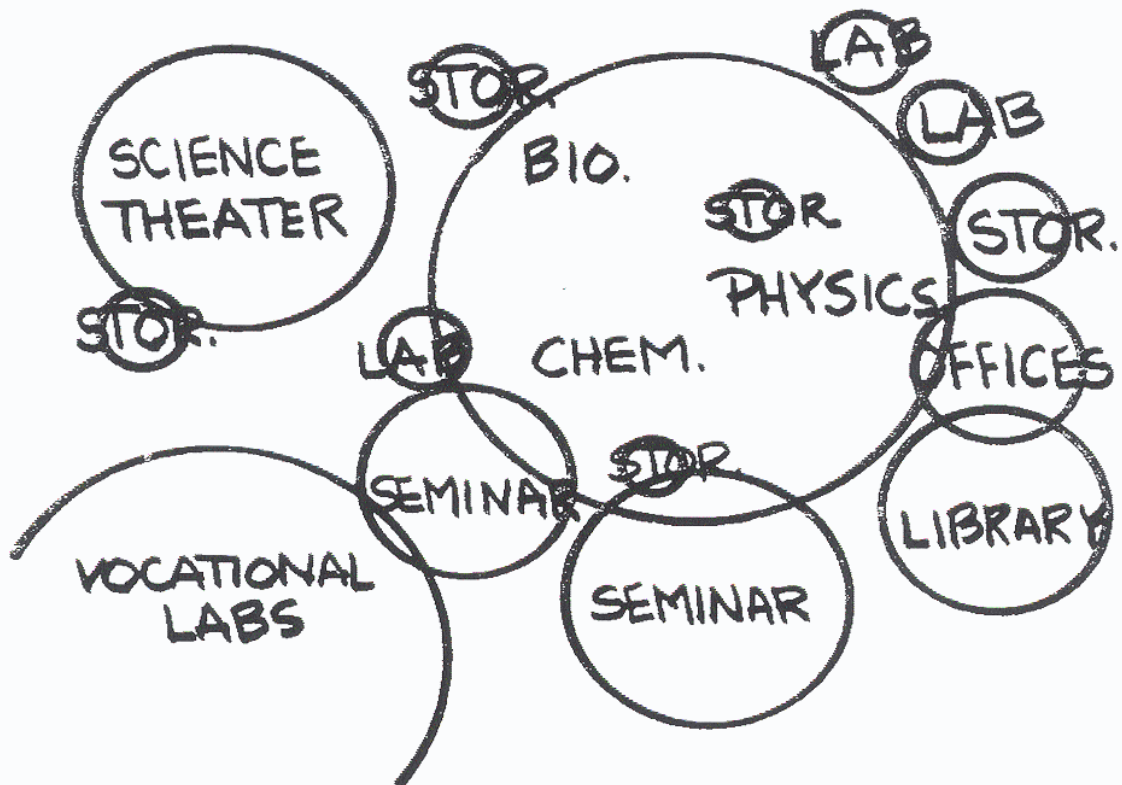 LAB
STOR.
LAB
SCIENCE
THEATER
BIO.
STOR
STOR.
PHYSICS
STOR.
LAB
CHEM.
OFFICES
STOR.
SEMINAR
LIBRARY
VOCATIONAL
LABS
SEMINAR